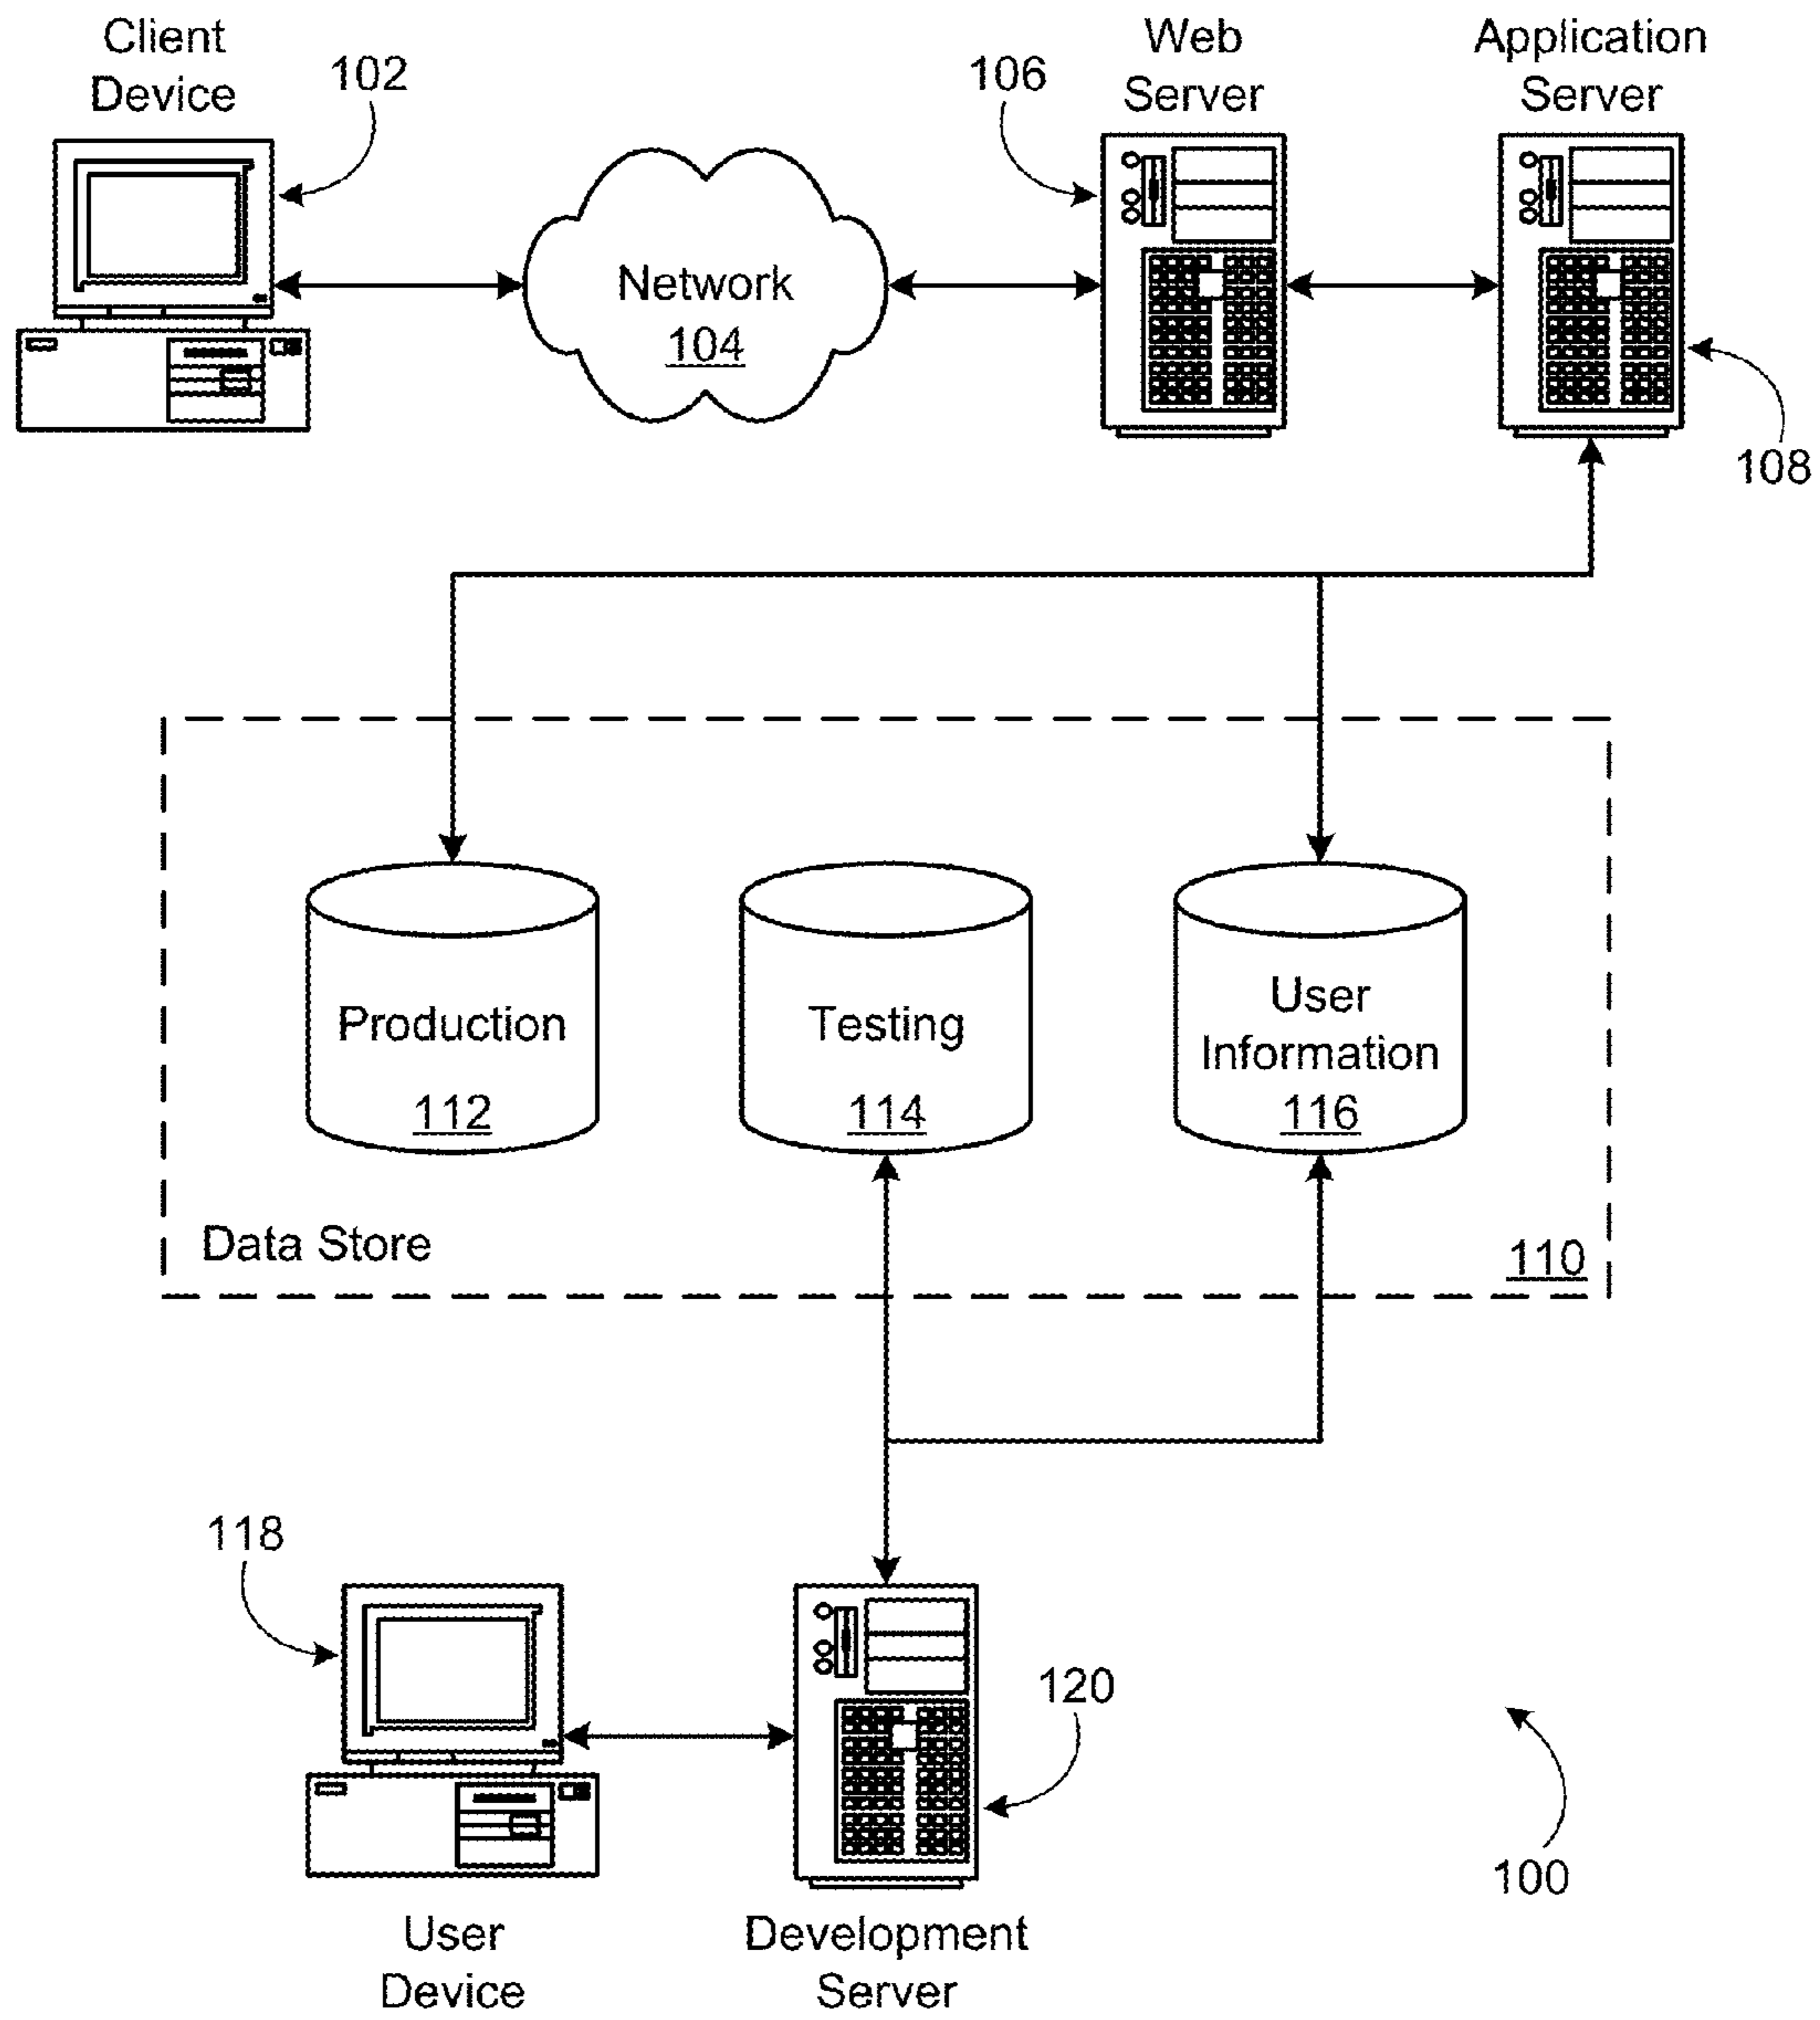 Client
Device
102
Network
104
106
Web
Server
Application
Server
108
Production
112
Testing
114
User
Information
116
Data Store
110
118
User
Device
120
Development
Server
100